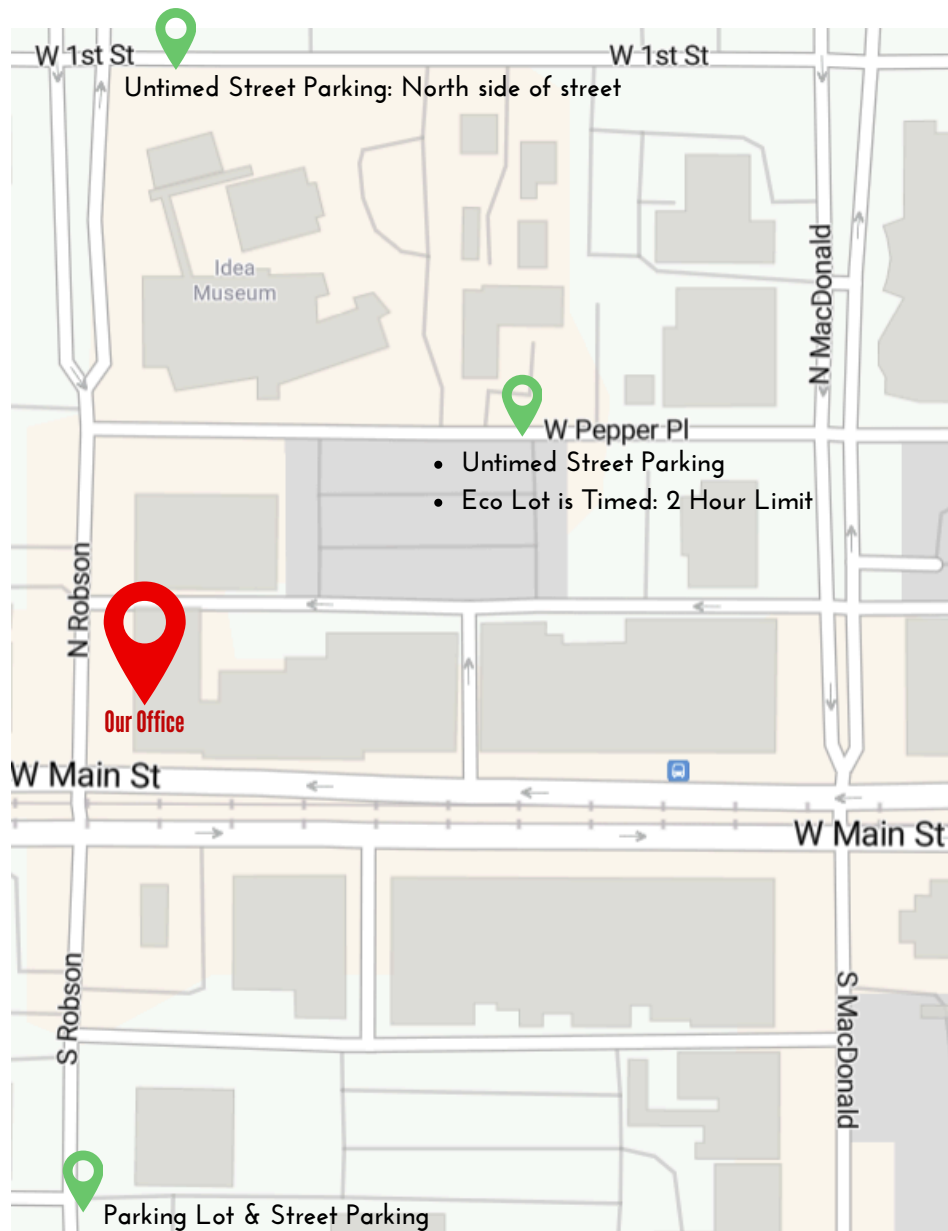 W 1st St
W 1st St
Untimed Street Parking: North side of street
Idea
Museum
N MacDonald
W Pepper Pl
• Untimed Street Parking
• Eco Lot is Timed: 2 Hour Limit
N Robson
Our Office
W Main St
W Main St
S Robson
S MacDonald
Parking Lot & Street Parking